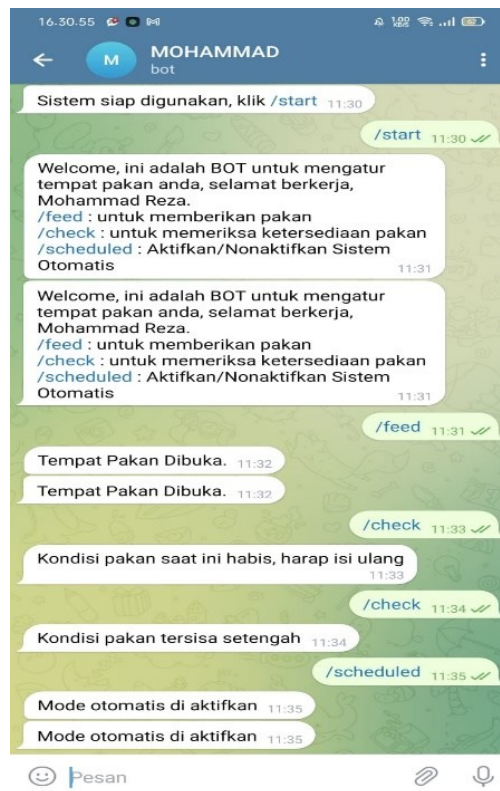 16.30.55
1,00 KB/S
M
MOHAMMAD
bot
Sistem siap digunakan, klik /start 11:30
/start 11:30
Welcome, ini adalah BOT untuk mengatur
tempat pakan anda, selamat berkerja,
Mohammad Reza.
/feed : untuk memberikan pakan
/check : untuk memeriksa ketersediaan pakan
/scheduled : Aktifkan/Nonaktifkan Sistem
Otomatis 11:31
Welcome, ini adalah BOT untuk mengatur
tempat pakan anda, selamat berkerja,
Mohammad Reza.
/feed : untuk memberikan pakan
/check : untuk memeriksa ketersediaan pakan
/scheduled : Aktifkan/Nonaktifkan Sistem
Otomatis 11:31
/feed 11:31
Tempat Pakan Dibuka. 11:32
Tempat Pakan Dibuka. 11:32
/check 11:33
Kondisi pakan saat ini habis, harap isi ulang
11:33
/check 11:34
Kondisi pakan tersisa setengah 11:34
/scheduled 11:35
Mode otomatis di aktifkan 11:35
Mode otomatis di aktifkan 11:35
Pesan